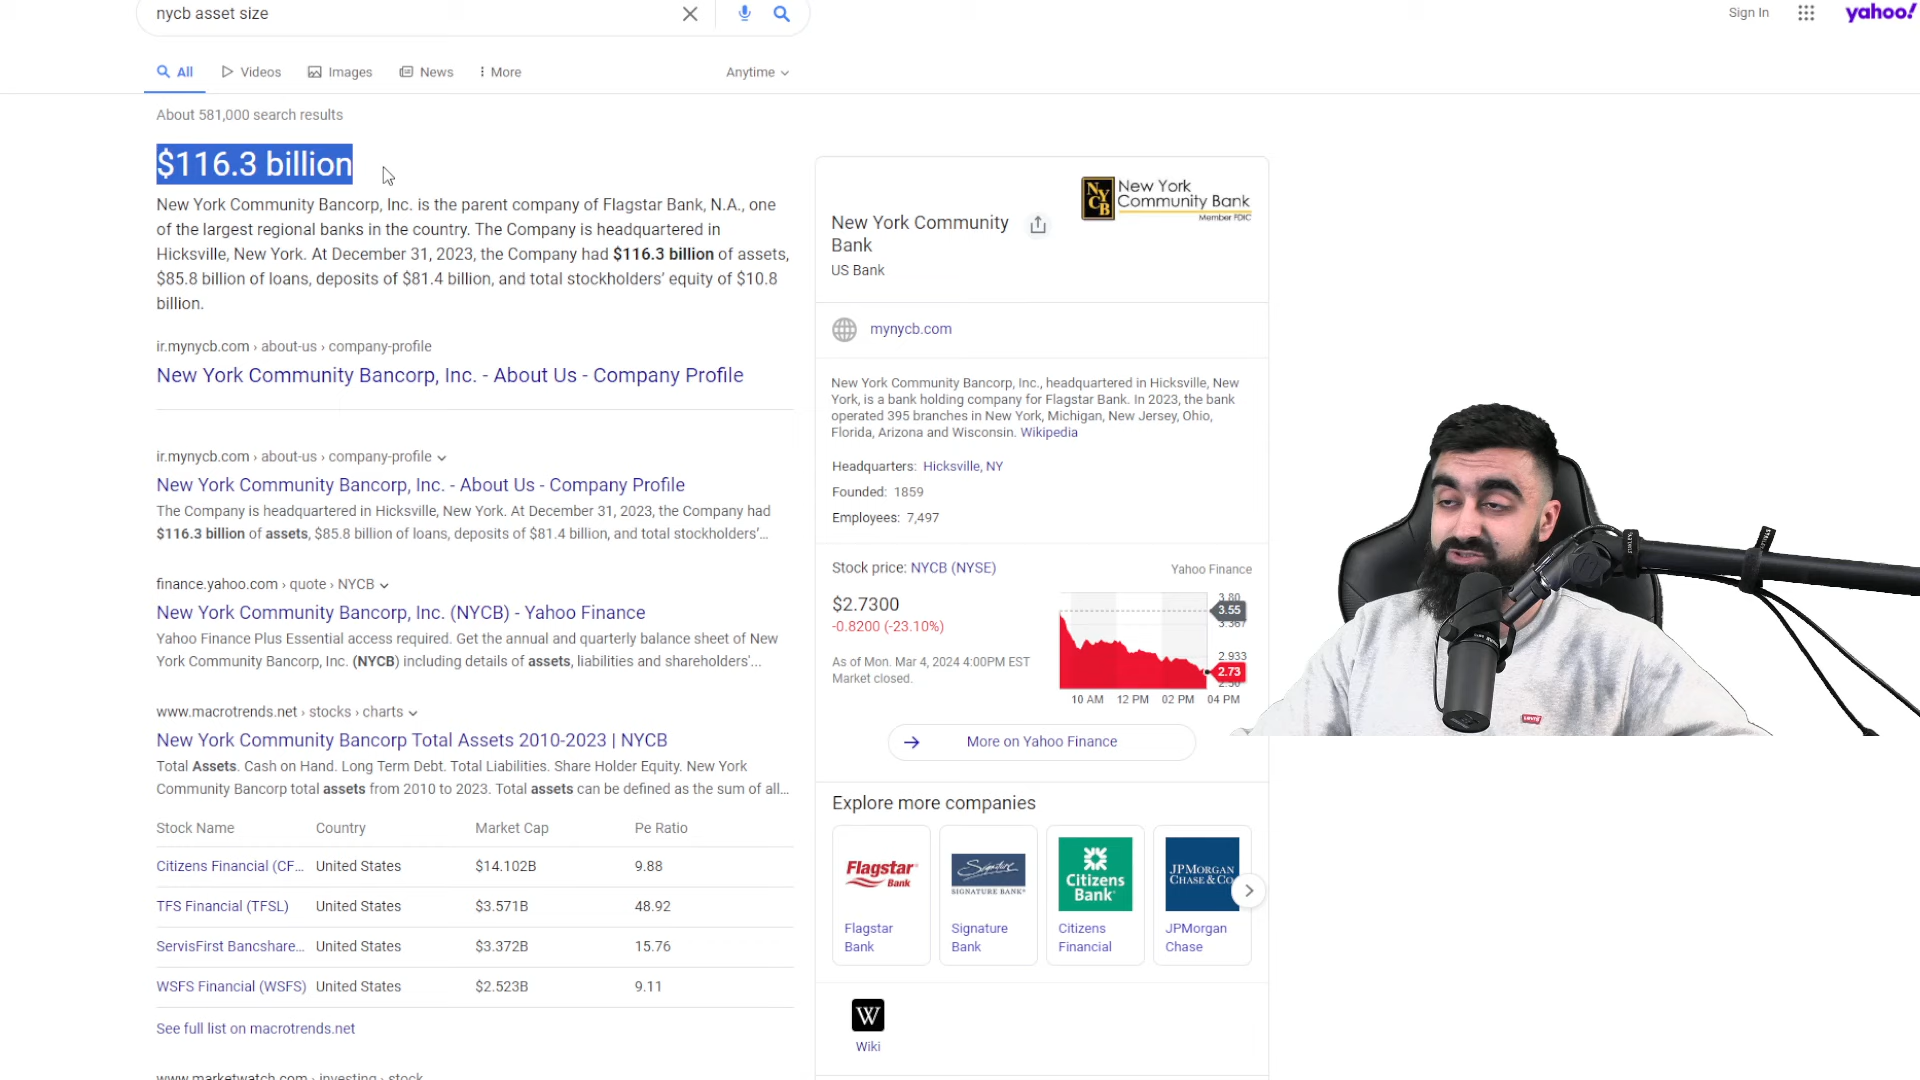 nycb asset size
Sign In
yahoo!
All
Videos
Images
News
More
Anytime
About 581,000 search results
$116.3 billion
New York Community Bancorp, Inc. is the parent company of Flagstar Bank, N.A., one
of the largest regional banks in the country. The Company is headquartered in
Hicksville, New York. At December 31, 2023, the Company had $116.3 billion of assets,
$85.8 billion of loans, deposits of $81.4 billion, and total stockholders’ equity of $10.8
billion.
ir.mynycb.com › about-us › company-profile
New York Community Bancorp, Inc. - About Us - Company Profile
ir.mynycb.com › about-us › company-profile
New York Community Bancorp, Inc. - About Us - Company Profile
The Company is headquartered in Hicksville, New York. At December 31, 2023, the Company had
$116.3 billion of assets, $85.8 billion of loans, deposits of $81.4 billion, and total stockholders’...
finance.yahoo.com › quote › NYCB
New York Community Bancorp, Inc. (NYCB) - Yahoo Finance
Yahoo Finance Plus Essential access required. Get the annual and quarterly balance sheet of New
York Community Bancorp, Inc. (NYCB) including details of assets, liabilities and shareholders'...
www.macrotrends.net › stocks › charts
New York Community Bancorp Total Assets 2010-2023 | NYCB
Total Assets. Cash on Hand. Long Term Debt. Total Liabilities. Share Holder Equity. New York
Community Bancorp total assets from 2010 to 2023. Total assets can be defined as the sum of all...
Stock Name Country Market Cap Pe Ratio
Citizens Financial (CF... United States $14.102B 9.88
TFS Financial (TFSL) United States $3.571B 48.92
ServisFirst Bancshare... United States $3.372B 15.76
WSFS Financial (WSFS) United States $2.523B 9.11
See full list on macrotrends.net
www.marketwatch.com › investing › stock
New York Community
Bank
US Bank
NYCB
New York
Community Bank
Member FDIC
mynycb.com
New York Community Bancorp, Inc., headquartered in Hicksville, New
York, is a bank holding company for Flagstar Bank. In 2023, the bank
operated 395 branches in New York, Michigan, New Jersey, Ohio,
Florida, Arizona and Wisconsin. Wikipedia
Headquarters: Hicksville, NY
Founded: 1859
Employees: 7,497
Stock price: NYCB (NYSE)
Yahoo Finance
$2.7300
-0.8200 (-23.10%)
As of Mon. Mar 4, 2024 4:00PM EST
Market closed.
3.80
3.55
3.367
2.933
2.73
2.50
10 AM 12 PM 02 PM 04 PM
More on Yahoo Finance
Explore more companies
Flagstar
Bank
Signature
SIGNATURE BANK
Citizens
Bank
JPMORGAN
CHASE & CO
Flagstar
Bank
Signature
Bank
Citizens
Financial
JPMorgan
Chase
W
Wiki
Levi's